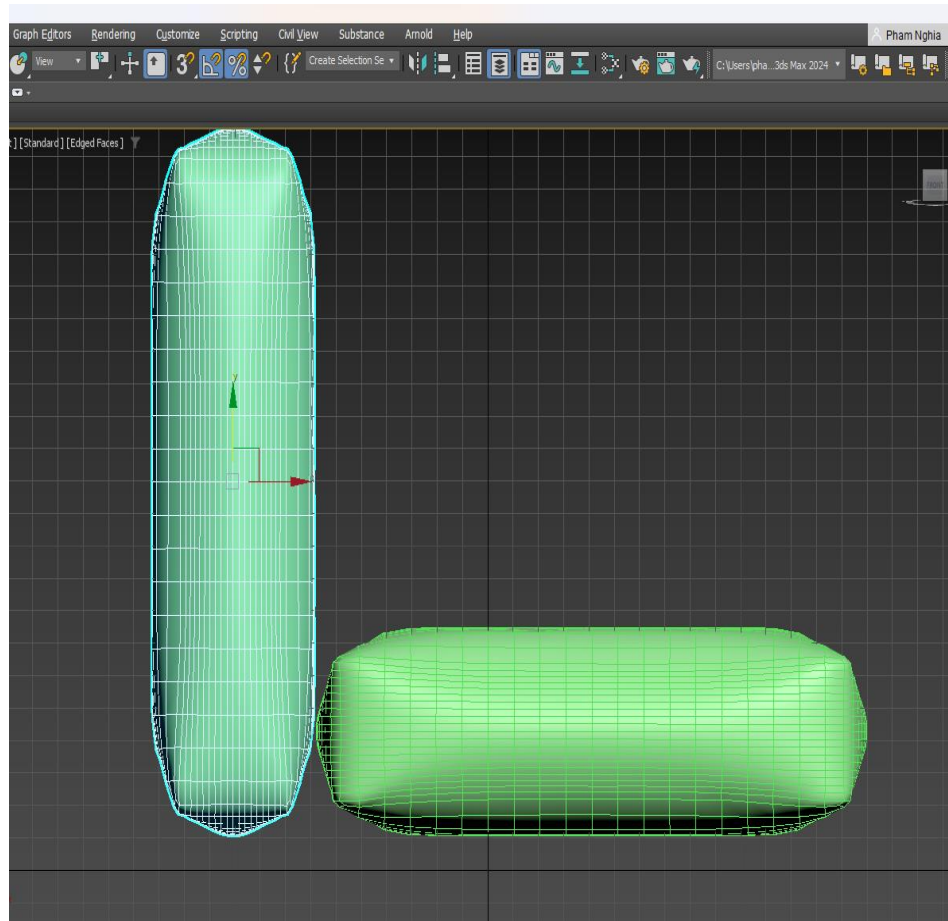 Graph Editors Rendering Customize Scripting Civil View Substance Arnold Help Pham Nghia
View 3 Create Selection Se C:\Users\pha...3ds Max 2024
] [Standard] [Edged Faces]
y